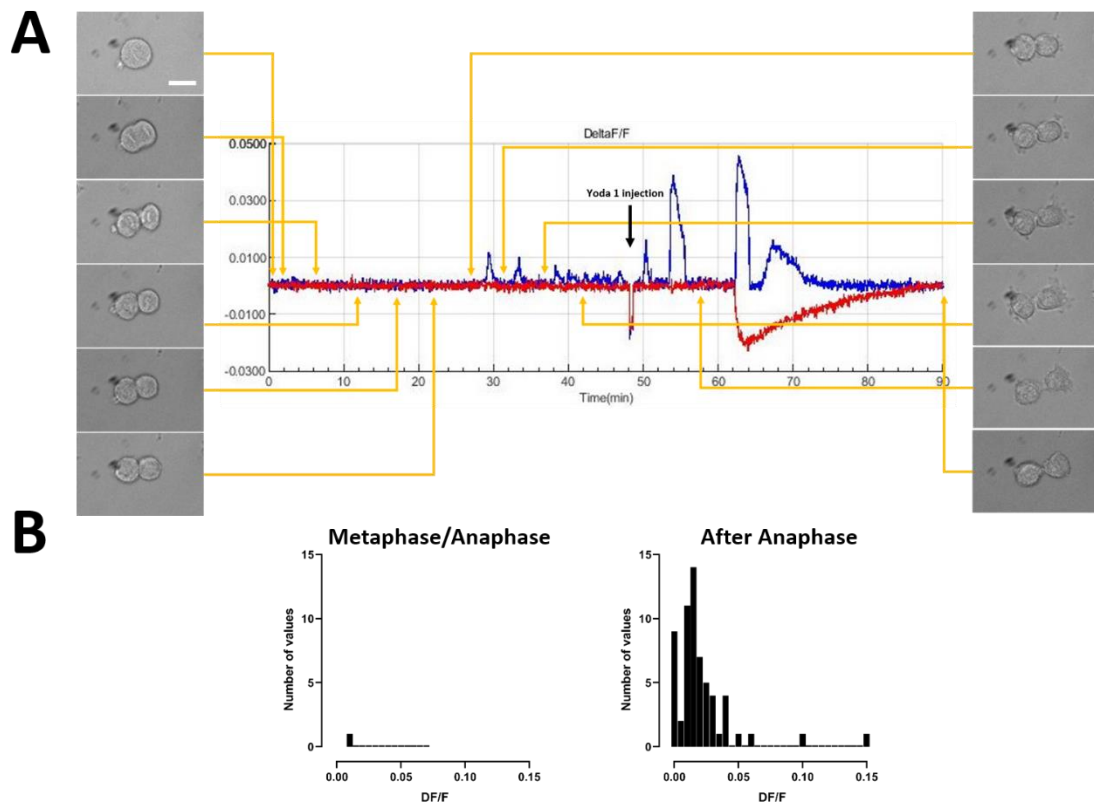 A
DeltaF/F
0.0500
0.0300
0.0100
-0.0100
-0.0300
Yoda 1 injection
0 10 20 30 40 50 60 70 80 90
Time(min)
B
Metaphase/Anaphase
15
10
5
0
Number of values
0.00 0.05 0.10 0.15
DF/F
After Anaphase
15
10
5
0
Number of values
0.00 0.05 0.10 0.15
DF/F